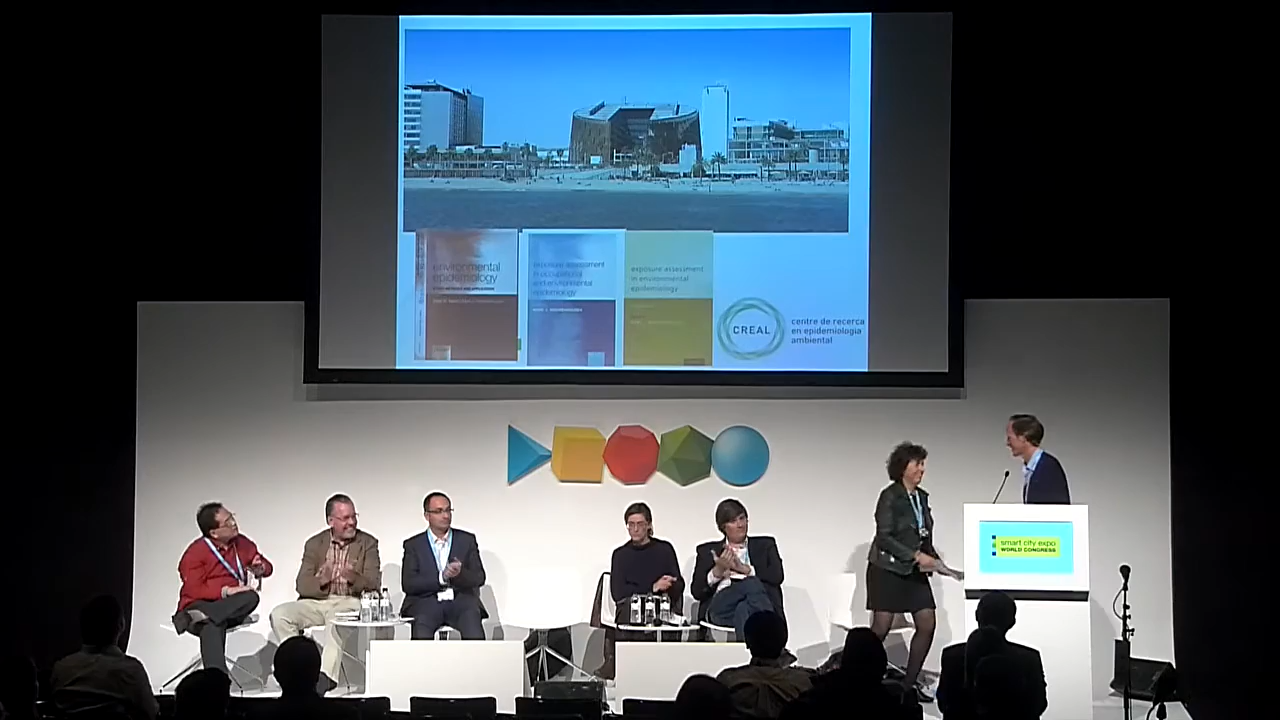 environmental
epidemiology
exposure assessment
in occupational
and environmental
epidemiology
exposure assessment
in environmental
epidemiology
CREAL
centre de recerca
en epidemiologia
ambiental
smart city expo
WORLD CONGRESS